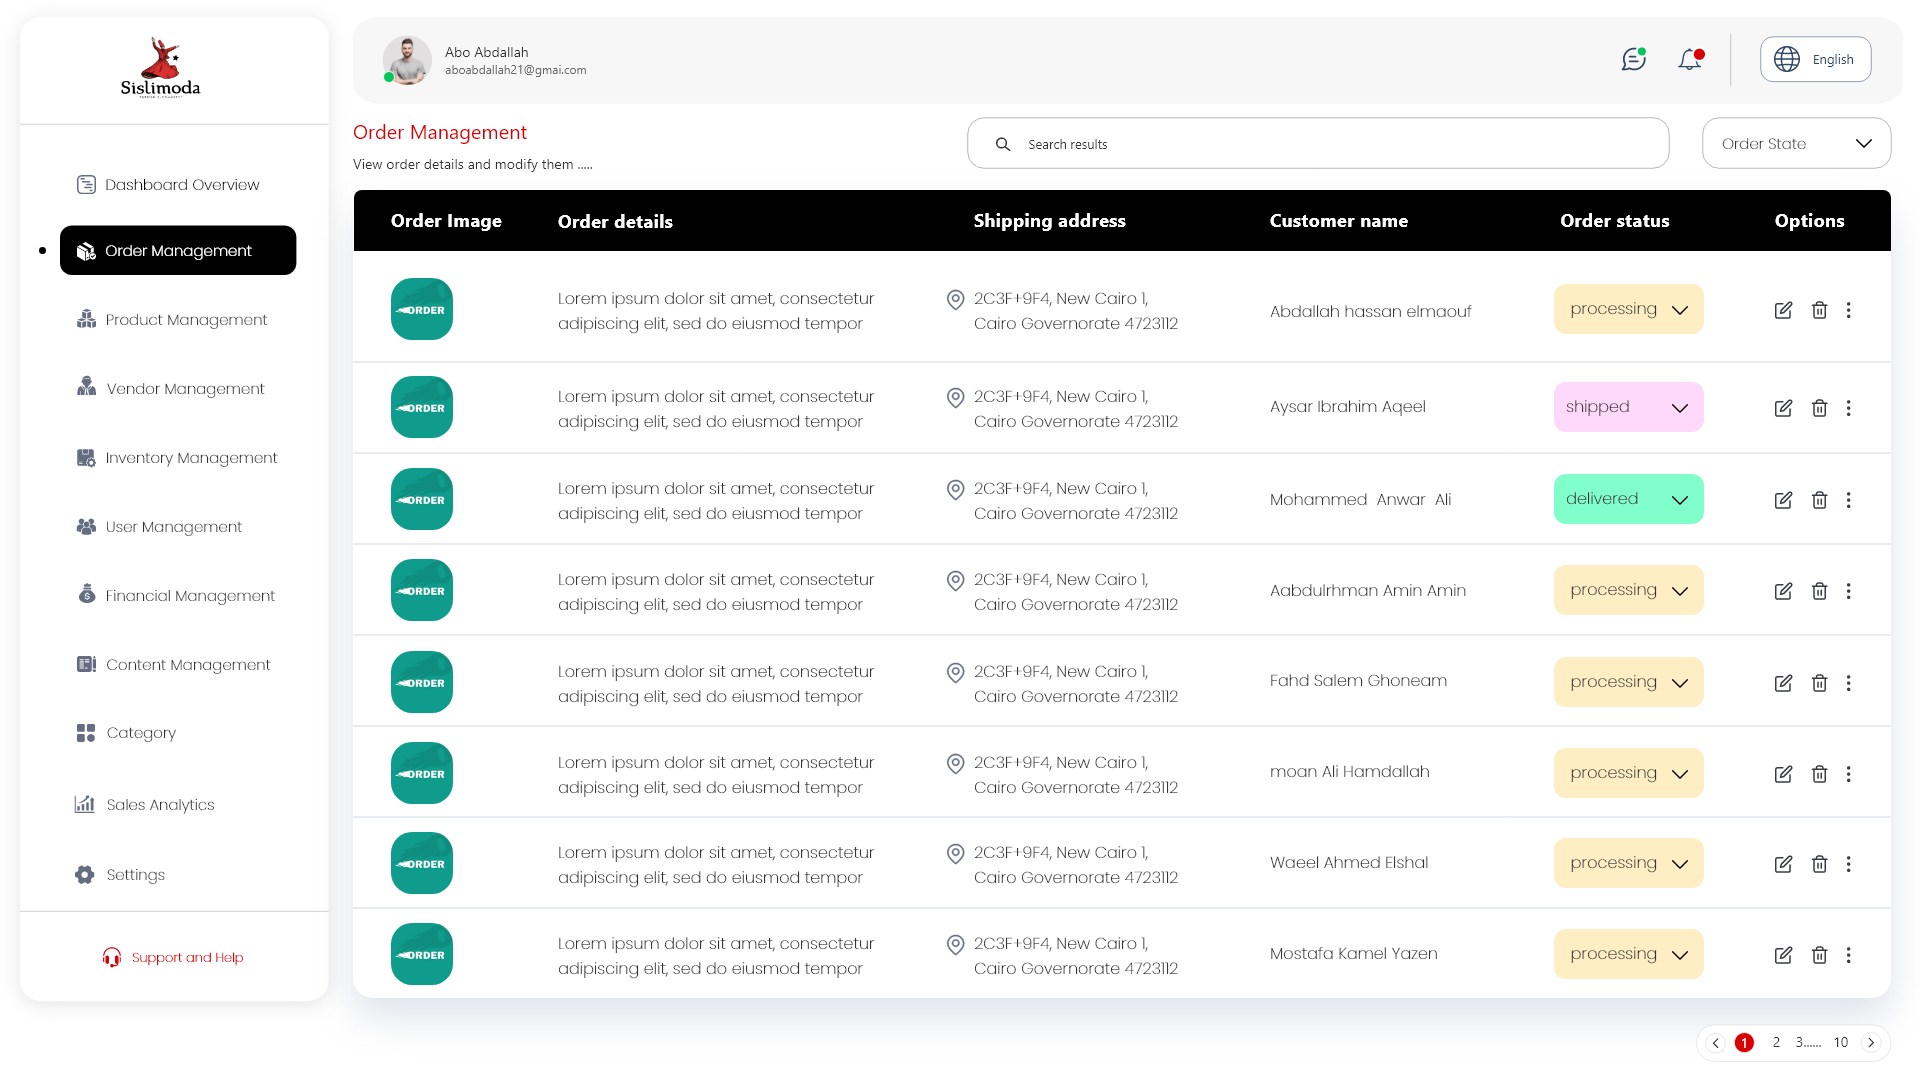 Sislimoda
Dashboard Overview
Order Management
Product Management
Vendor Management
Inventory Management
User Management
Financial Management
Content Management
Category
Sales Analytics
Settings
Support and Help
Abo Abdallah
aboabdallah21@gmai.com
English
Order Management
View order details and modify them .....
Search results
Order State
Order Image Order details Shipping address Customer name Order status Options
ORDER
Lorem ipsum dolor sit amet, consectetur
adipiscing elit, sed do eiusmod tempor
2C3F+9F4, New Cairo 1,
Cairo Governorate 4723112
Abdallah hassan elmaouf
processing
ORDER
Lorem ipsum dolor sit amet, consectetur
adipiscing elit, sed do eiusmod tempor
2C3F+9F4, New Cairo 1,
Cairo Governorate 4723112
Aysar Ibrahim Aqeel
shipped
ORDER
Lorem ipsum dolor sit amet, consectetur
adipiscing elit, sed do eiusmod tempor
2C3F+9F4, New Cairo 1,
Cairo Governorate 4723112
Mohammed Anwar Ali
delivered
ORDER
Lorem ipsum dolor sit amet, consectetur
adipiscing elit, sed do eiusmod tempor
2C3F+9F4, New Cairo 1,
Cairo Governorate 4723112
Aabdulrhman Amin Amin
processing
ORDER
Lorem ipsum dolor sit amet, consectetur
adipiscing elit, sed do eiusmod tempor
2C3F+9F4, New Cairo 1,
Cairo Governorate 4723112
Fahd Salem Ghoneam
processing
ORDER
Lorem ipsum dolor sit amet, consectetur
adipiscing elit, sed do eiusmod tempor
2C3F+9F4, New Cairo 1,
Cairo Governorate 4723112
moan Ali Hamdallah
processing
ORDER
Lorem ipsum dolor sit amet, consectetur
adipiscing elit, sed do eiusmod tempor
2C3F+9F4, New Cairo 1,
Cairo Governorate 4723112
Waeel Ahmed Elshal
processing
ORDER
Lorem ipsum dolor sit amet, consectetur
adipiscing elit, sed do eiusmod tempor
2C3F+9F4, New Cairo 1,
Cairo Governorate 4723112
Mostafa Kamel Yazen
processing
1 2 3...... 10